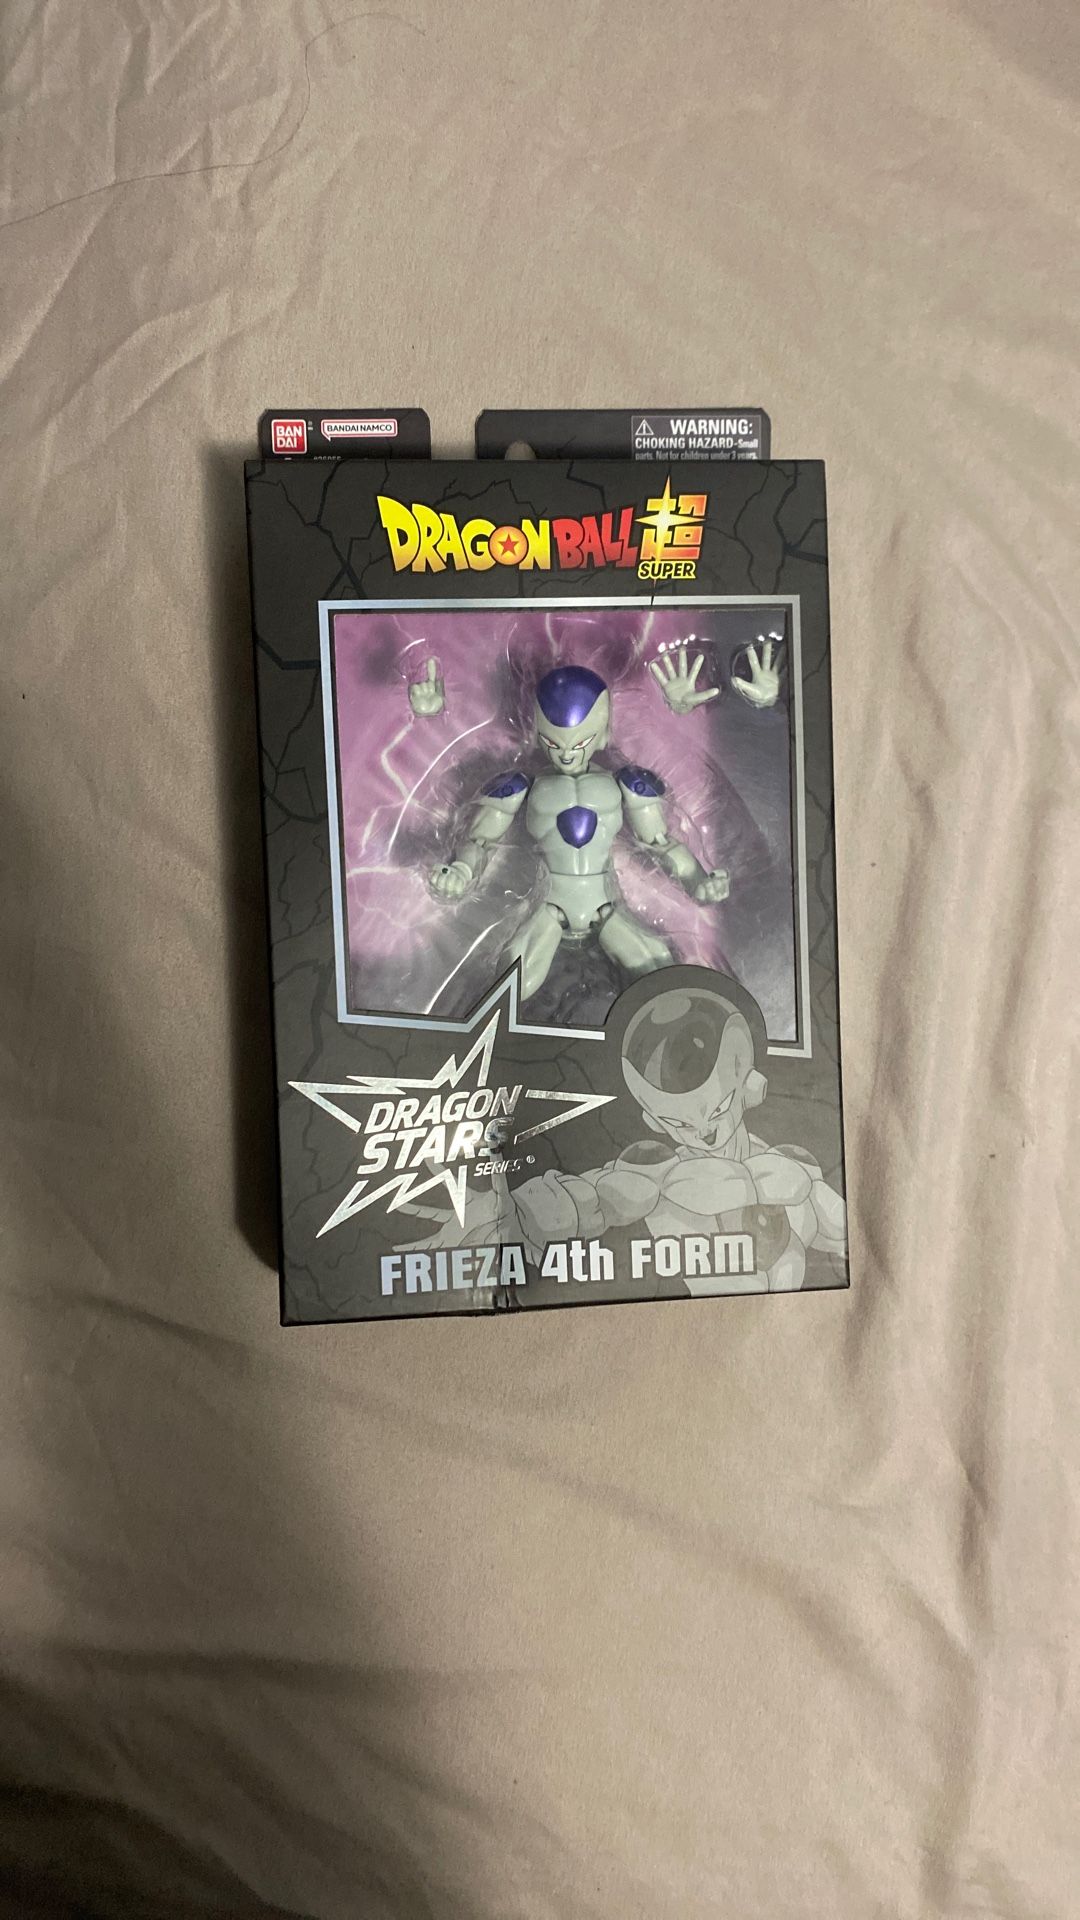 BAN
DAI
BANDAI NAMCO
WARNING:
CHOKING HAZARD-Small
parts. Not for children under 3 years.
DRAGON BALL 超
SUPER
DRAGON
STARS
SERIES®
FRIEZA 4th FORM